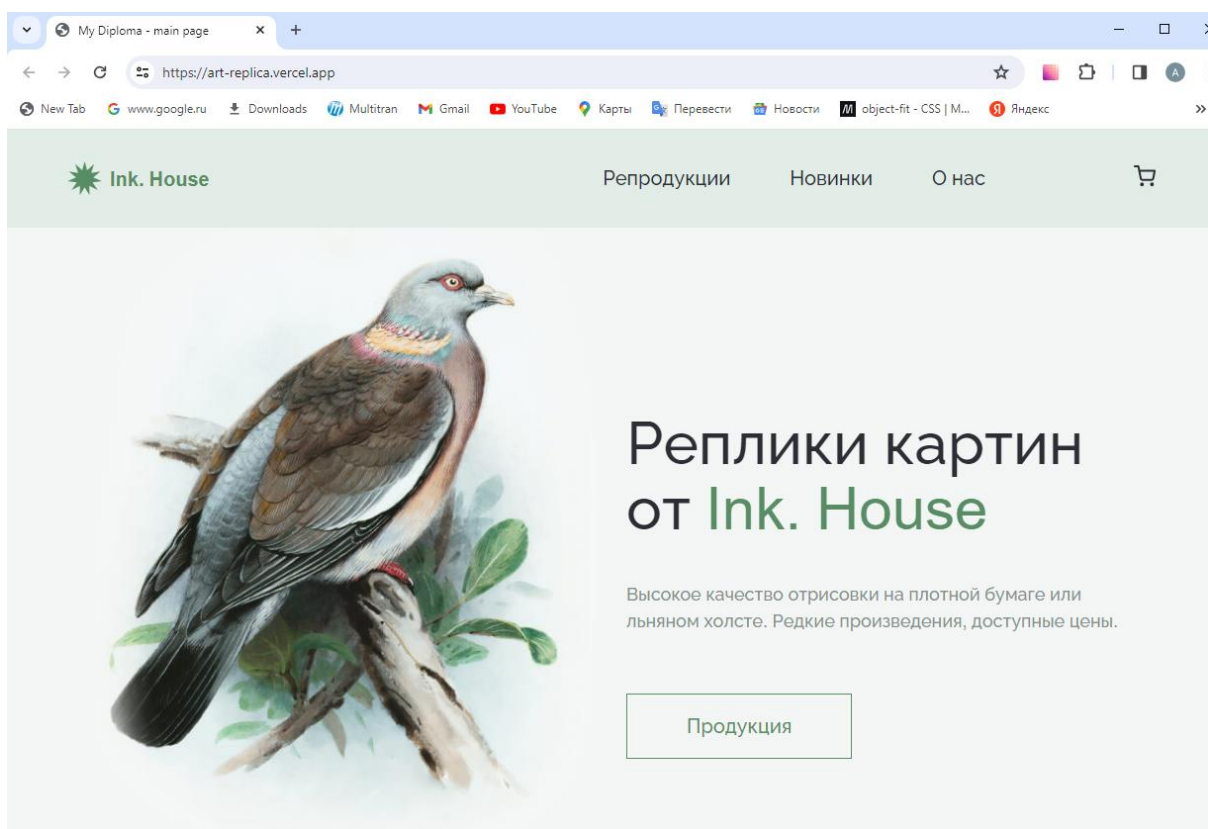 My Diploma - main page
https://art-replica.vercel.app
A
New Tab www.google.ru Downloads Multitran Gmail YouTube Карты Перевести Новости object-fit - CSS | M... Яндекс
Ink. House Репродукции Новинки О нас
Реплики картин
от Ink. House
Высокое качество отрисовки на плотной бумаге или
льняном холсте. Редкие произведения, доступные цены.
Продукция